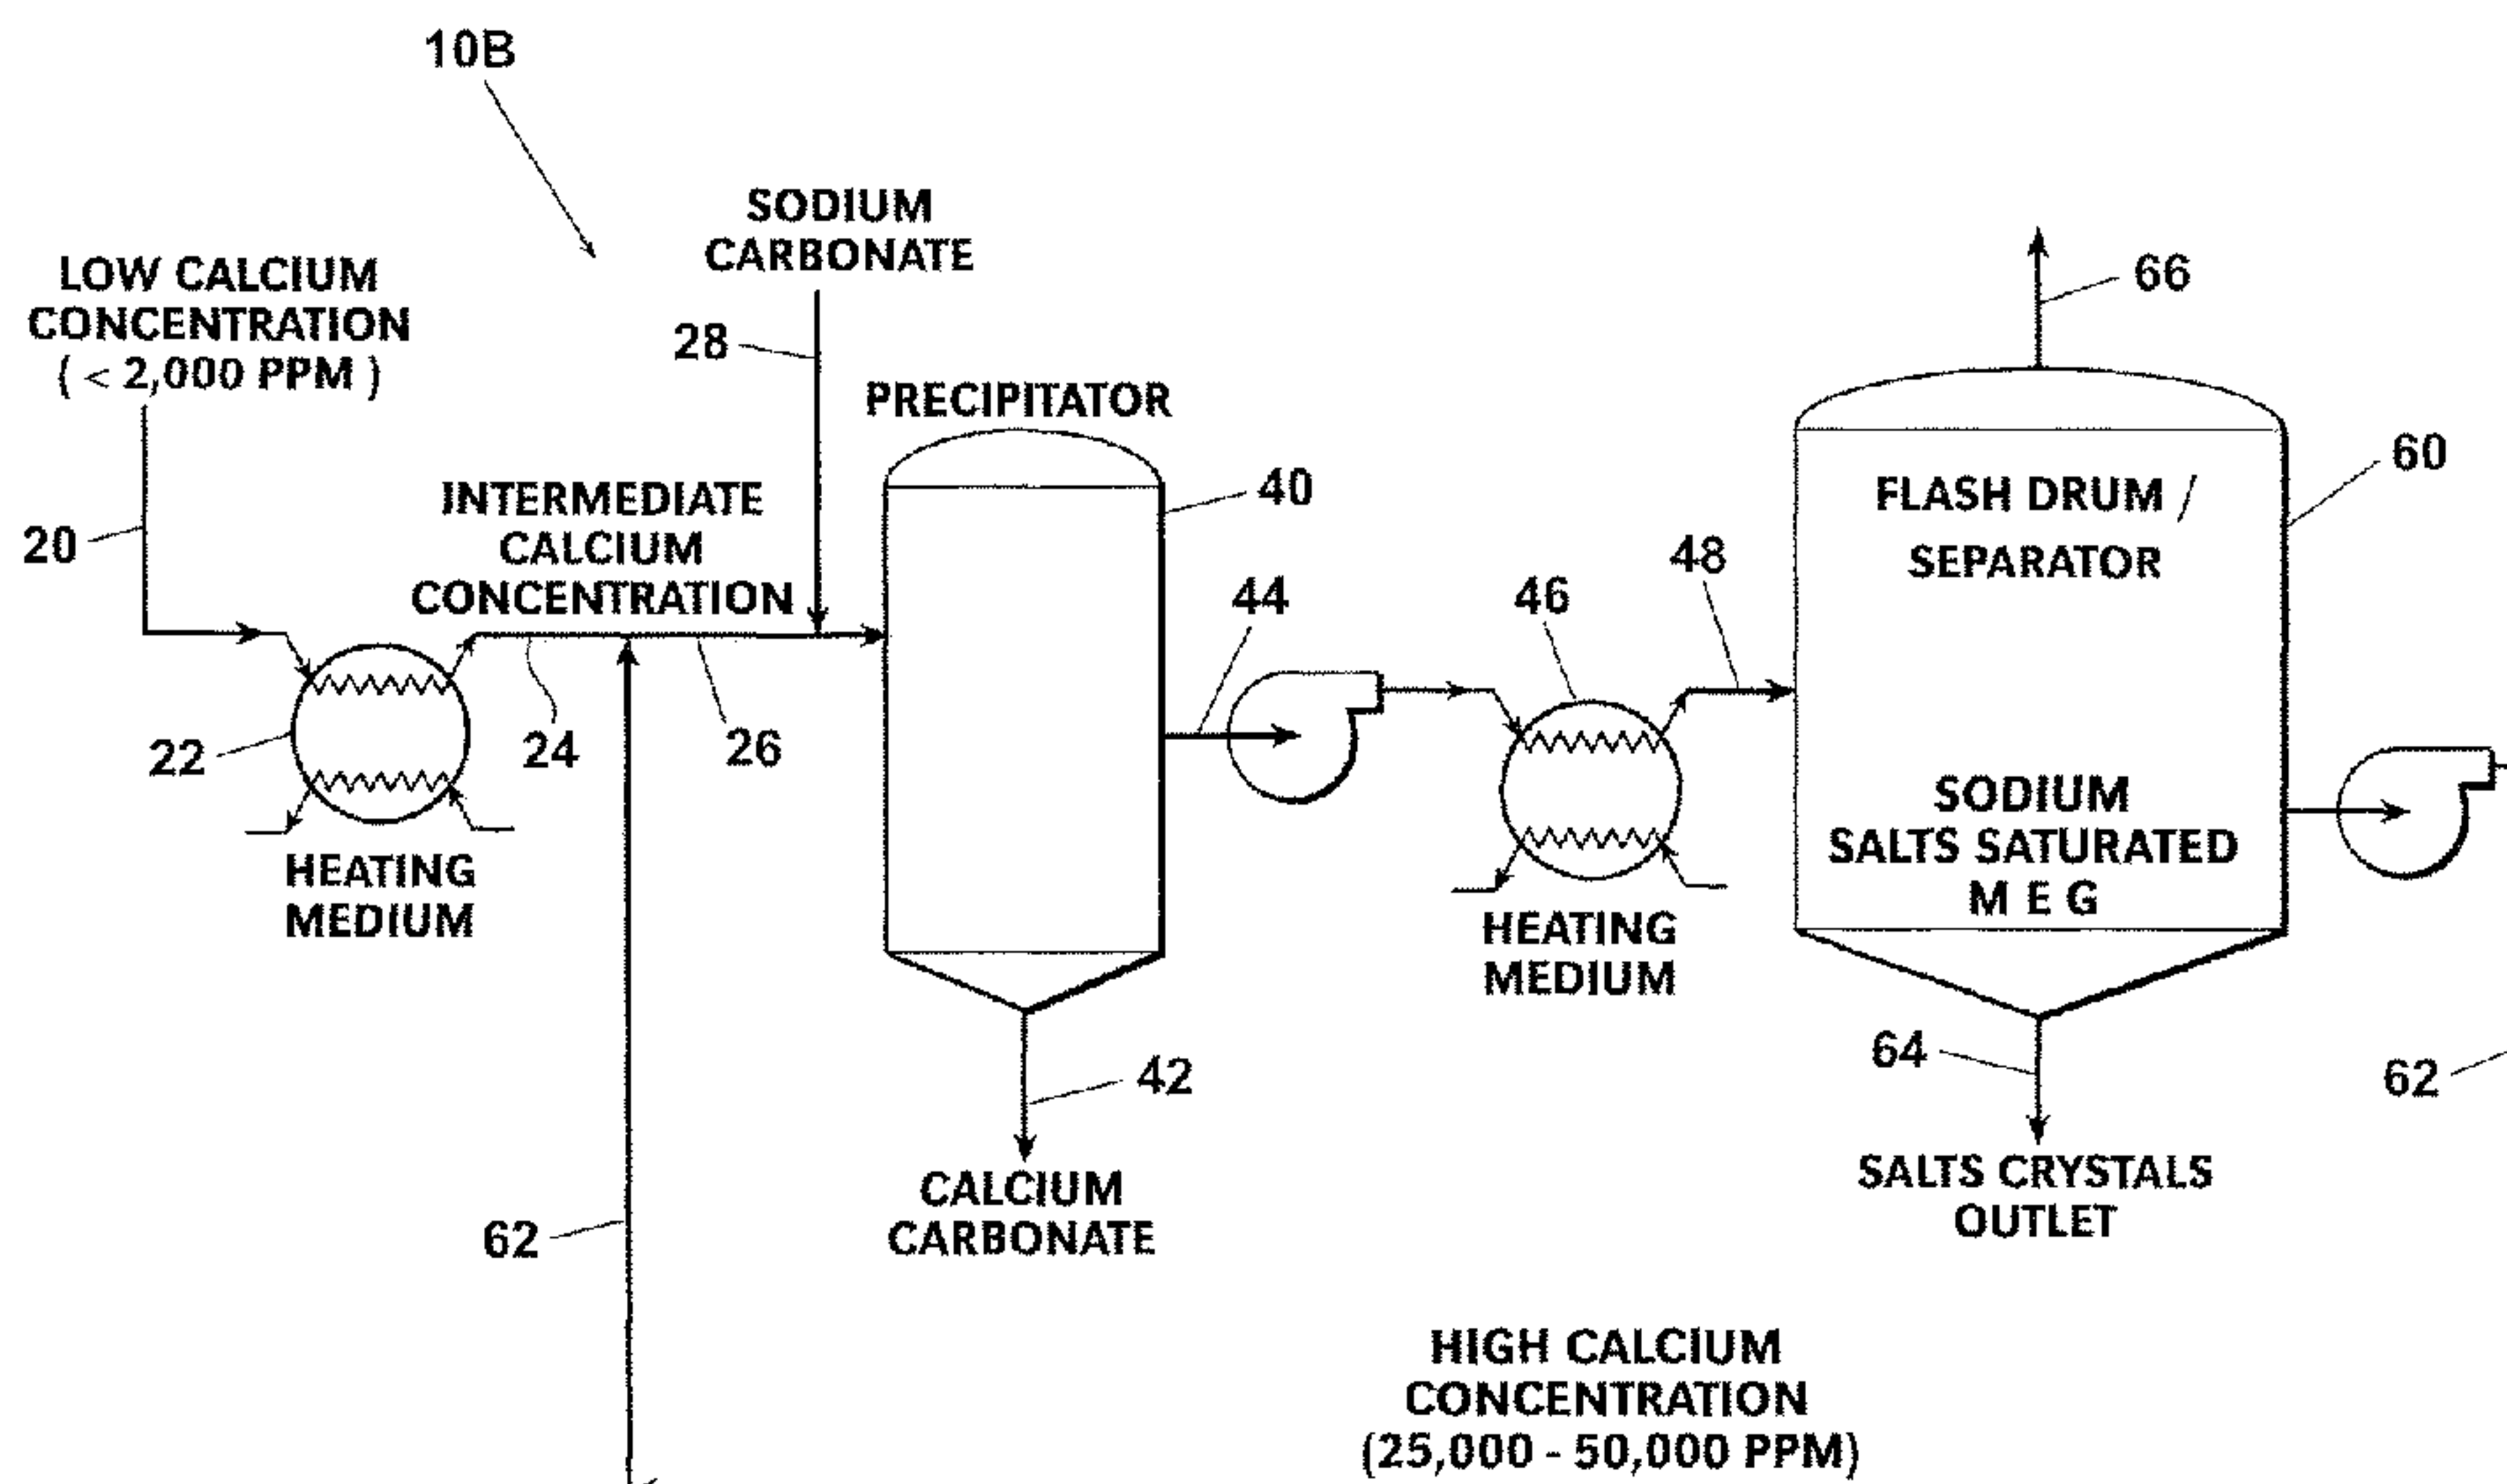 10B
SODIUM
CARBONATE
LOW CALCIUM
CONCENTRATION
( < 2,000 PPM )
28
66
PRECIPITATOR
60
INTERMEDIATE
CALCIUM
CONCENTRATION
40
FLASH DRUM /
SEPARATOR
20
44
46
48
22
24
26
HEATING
MEDIUM
SODIUM
SALTS SATURATED
M E G
HEATING
MEDIUM
42
64
62
CALCIUM
CARBONATE
SALTS CRYSTALS
OUTLET
62
HIGH CALCIUM
CONCENTRATION
(25,000 - 50,000 PPM)